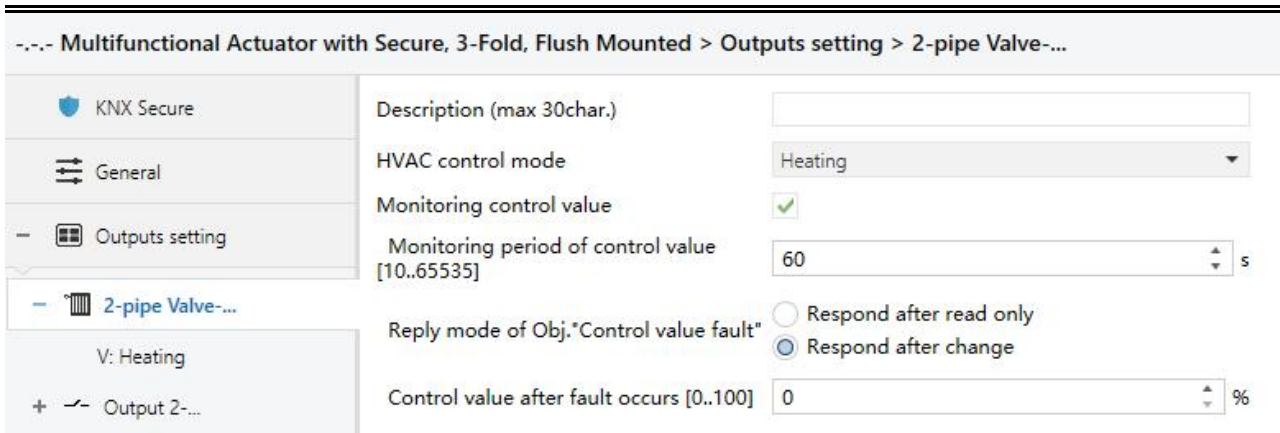 -.-.- Multifunctional Actuator with Secure, 3-Fold, Flush Mounted > Outputs setting > 2-pipe Valve-...
KNX Secure
General
Outputs setting
2-pipe Valve-...
V: Heating
Output 2-...
Description (max 30char.)
HVAC control mode
Heating
Monitoring control value
Monitoring period of control value
[10..65535]
60
s
Reply mode of Obj."Control value fault"
Respond after read only
Respond after change
Control value after fault occurs [0..100]
0
%